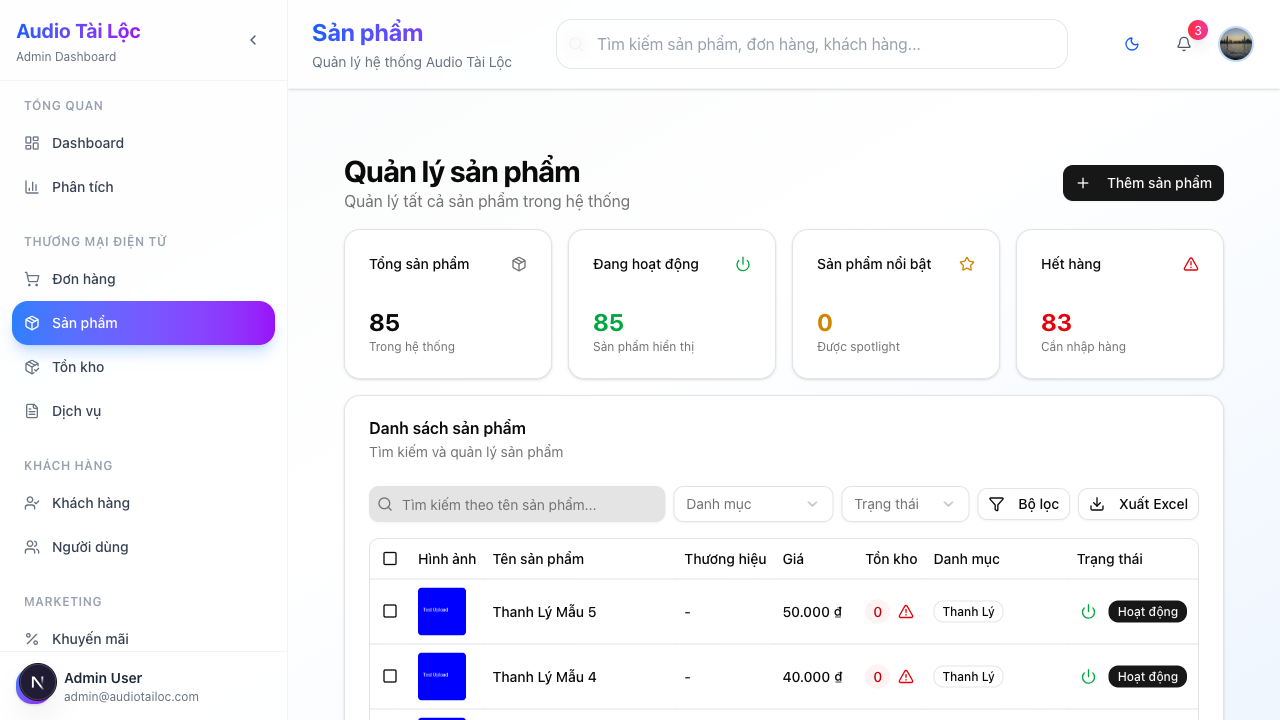 Audio Tài Lộc
Admin Dashboard
TỔNG QUAN
Dashboard
Phân tích
THƯƠNG MẠI ĐIỆN TỬ
Đơn hàng
Sản phẩm
Tồn kho
Dịch vụ
KHÁCH HÀNG
Khách hàng
Người dùng
MARKETING
Khuyến mãi
N
Admin User
admin@audiotailoc.com
Sản phẩm
Quản lý hệ thống Audio Tài Lộc
Tìm kiếm sản phẩm, đơn hàng, khách hàng...
3
Quản lý sản phẩm
Quản lý tất cả sản phẩm trong hệ thống
Thêm sản phẩm
Tổng sản phẩm
85
Trong hệ thống
Đang hoạt động
85
Sản phẩm hiển thị
Sản phẩm nổi bật
0
Được spotlight
Hết hàng
83
Cần nhập hàng
Danh sách sản phẩm
Tìm kiếm và quản lý sản phẩm
Tìm kiếm theo tên sản phẩm... Danh mục Trạng thái Bộ lọc Xuất Excel
Hình ảnh Tên sản phẩm Thương hiệu Giá Tồn kho Danh mục Trạng thái
Test Upload Thanh Lý Mẫu 5 - 50.000 ₫ 0 Thanh Lý Hoạt động
Test Upload Thanh Lý Mẫu 4 - 40.000 ₫ 0 Thanh Lý Hoạt động